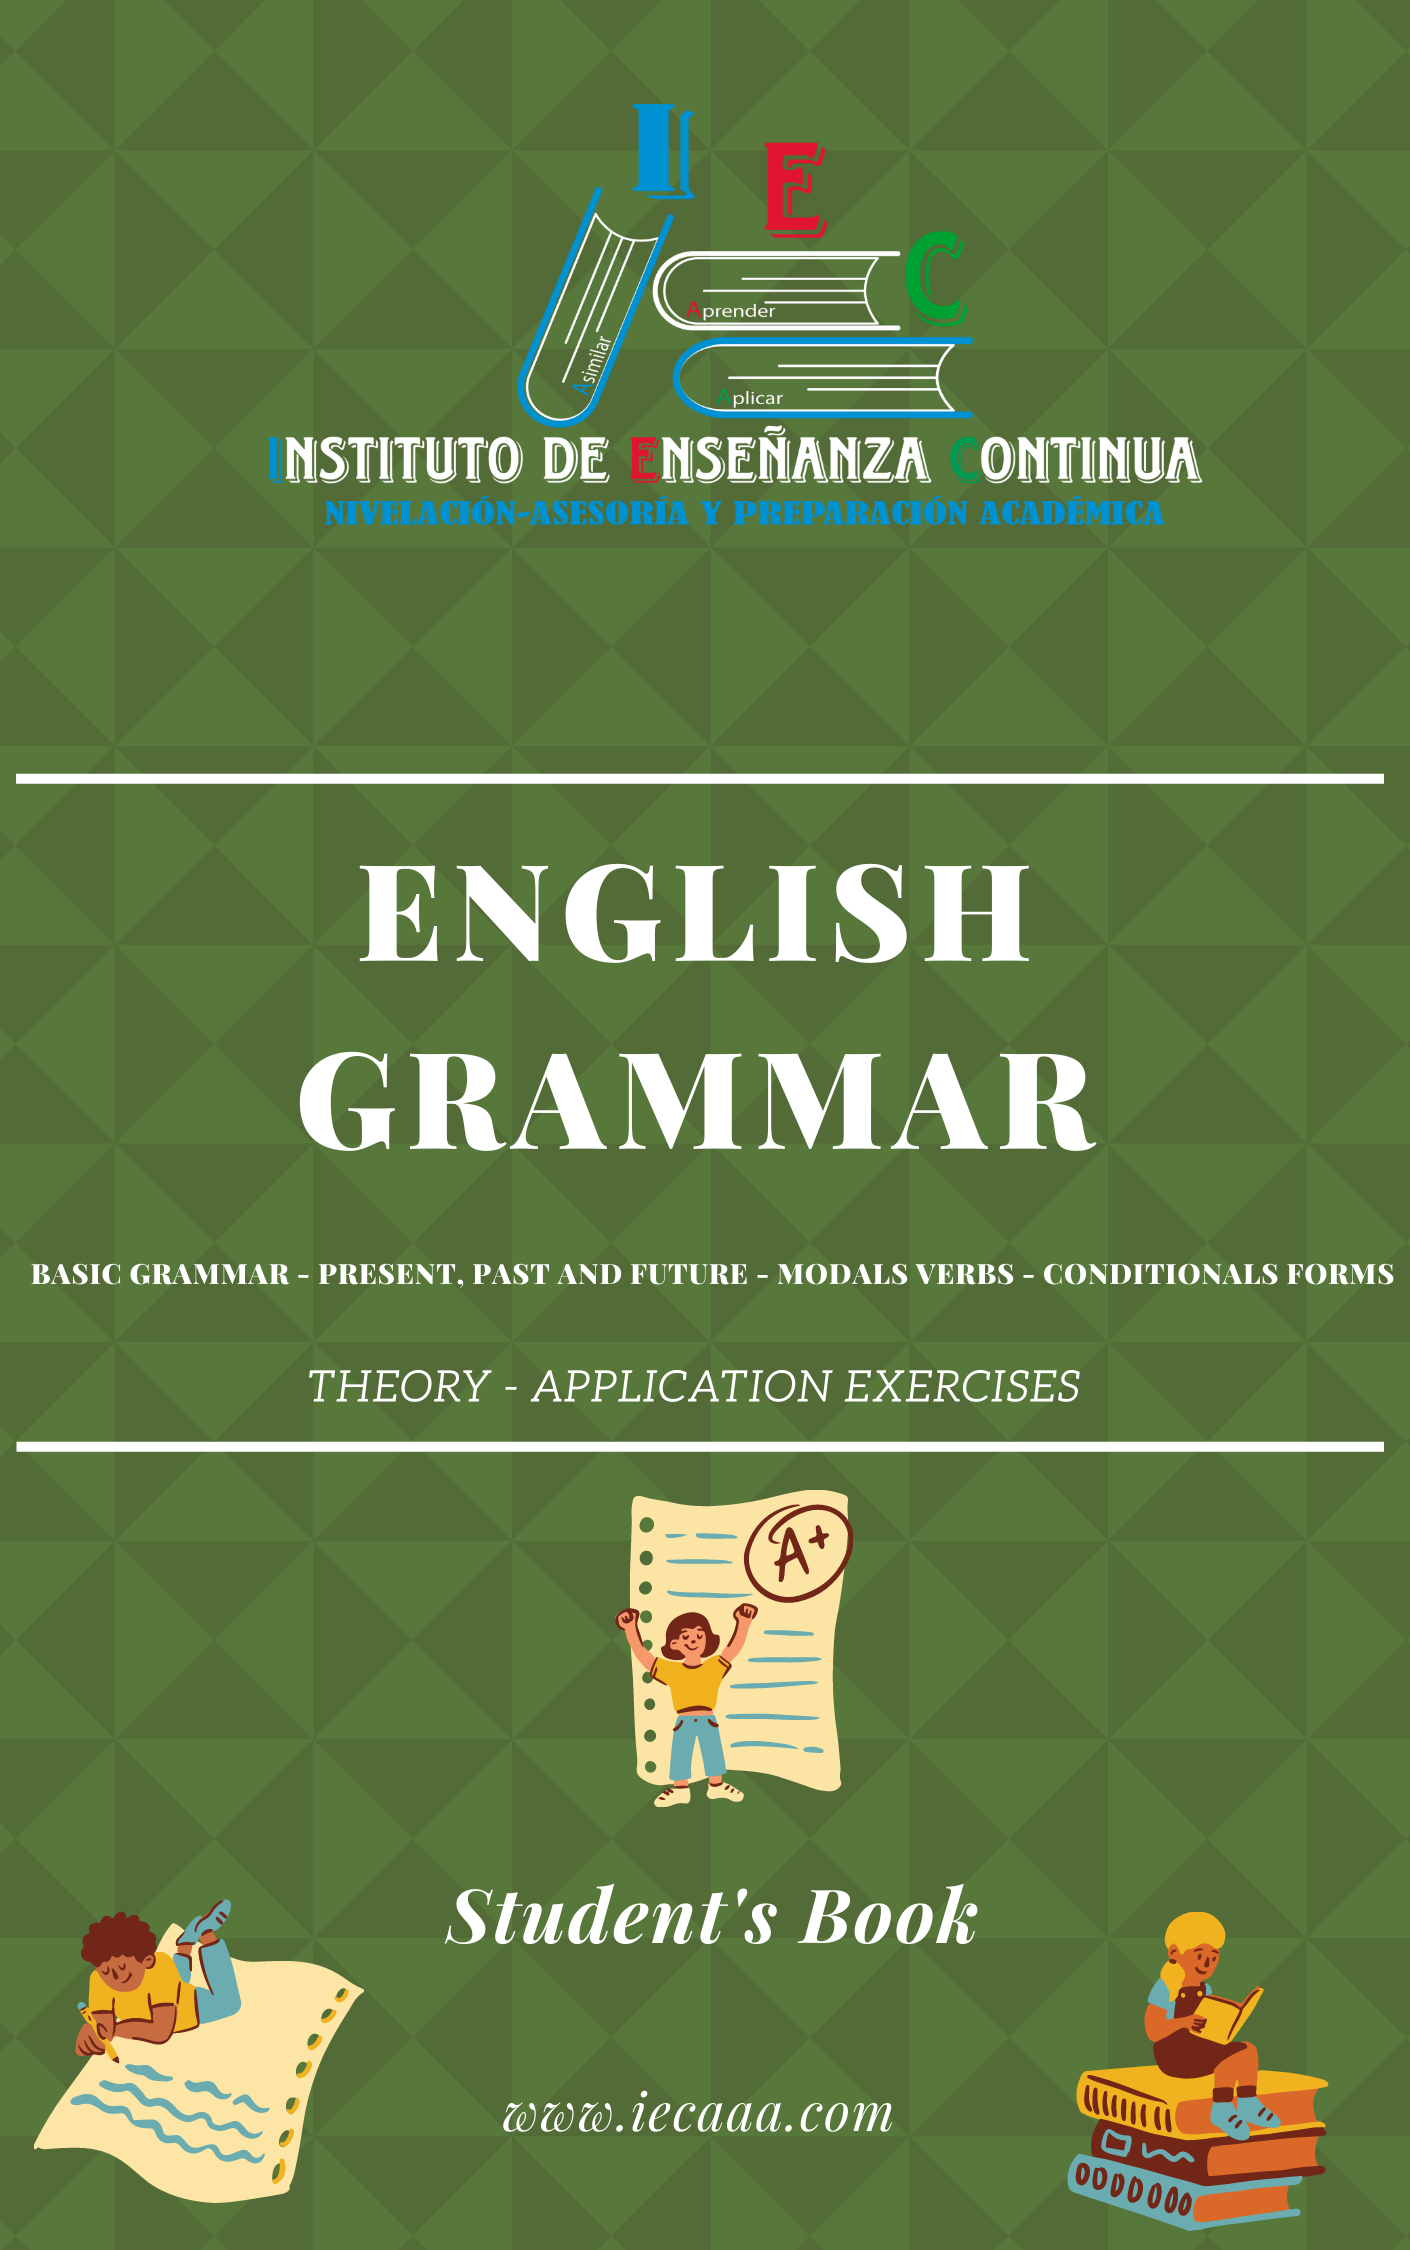 I E C
Aprender
Asimilar
Aplicar
INSTITUTO DE ENSEÑANZA CONTINUA
NIVELACIÓN-ASESORÍA Y PREPARACIÓN ACADÉMICA
ENGLISH
GRAMMAR
BASIC GRAMMAR - PRESENT, PAST AND FUTURE - MODALS VERBS - CONDITIONALS FORMS
THEORY - APPLICATION EXERCISES
A+
Student's Book
www.iecaaa.com